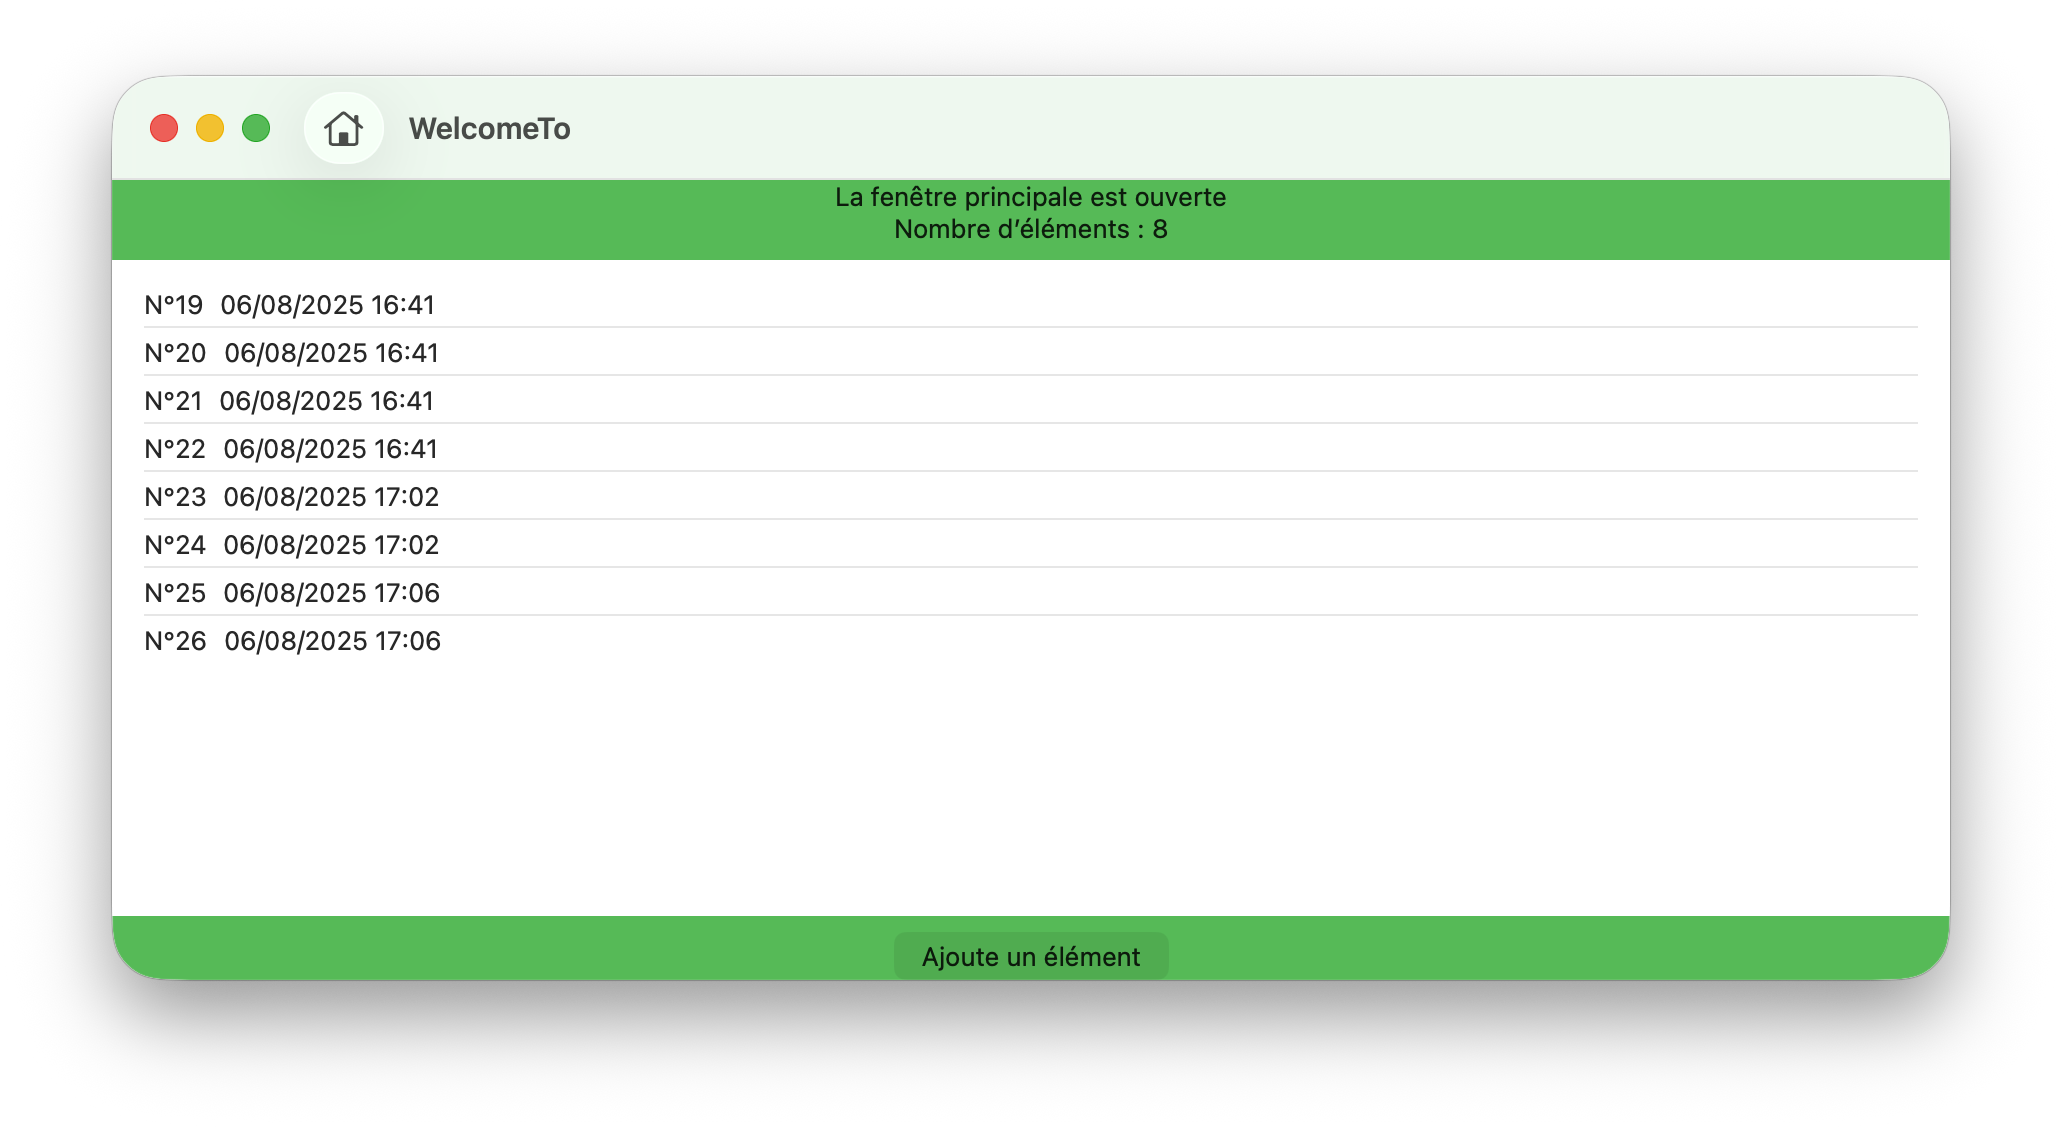 WelcomeTo
La fenêtre principale est ouverte
Nombre d’éléments : 8
N°19 06/08/2025 16:41
N°20 06/08/2025 16:41
N°21 06/08/2025 16:41
N°22 06/08/2025 16:41
N°23 06/08/2025 17:02
N°24 06/08/2025 17:02
N°25 06/08/2025 17:06
N°26 06/08/2025 17:06
Ajoute un élément